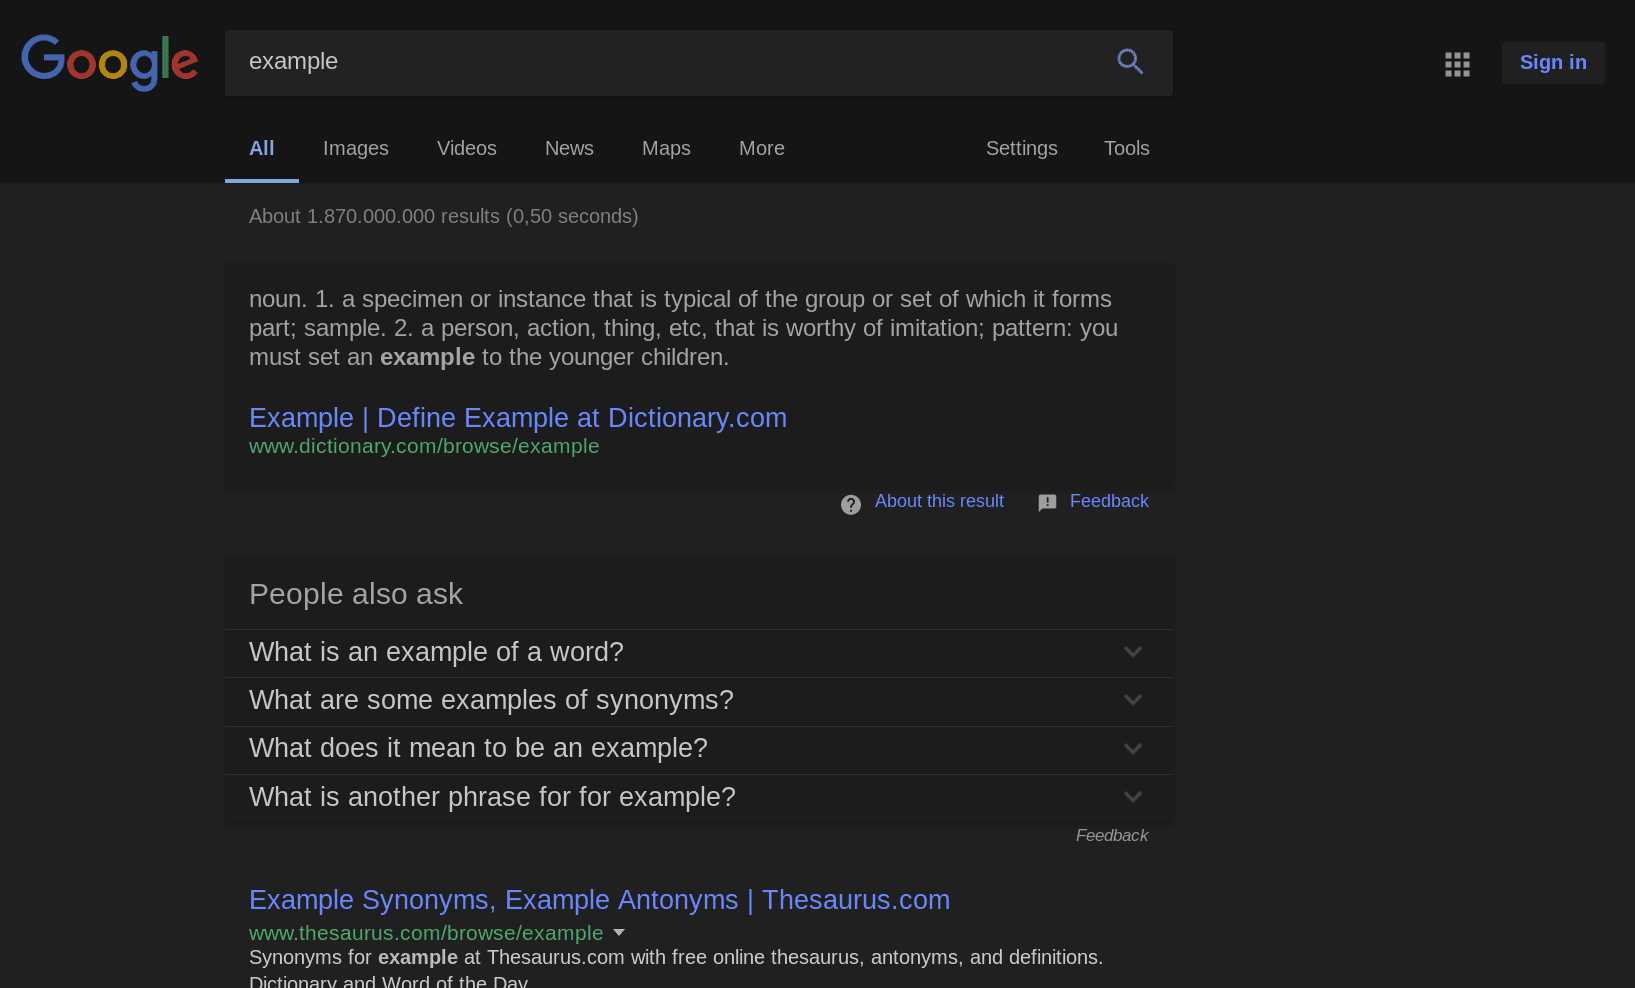 Google
example
Sign in
All Images Videos News Maps More Settings Tools
About 1.870.000.000 results (0,50 seconds)
noun. 1. a specimen or instance that is typical of the group or set of which it forms
part; sample. 2. a person, action, thing, etc, that is worthy of imitation; pattern: you
must set an example to the younger children.
Example | Define Example at Dictionary.com
www.dictionary.com/browse/example
About this result Feedback
People also ask
What is an example of a word?
What are some examples of synonyms?
What does it mean to be an example?
What is another phrase for for example?
Feedback
Example Synonyms, Example Antonyms | Thesaurus.com
www.thesaurus.com/browse/example
Synonyms for example at Thesaurus.com with free online thesaurus, antonyms, and definitions.
Dictionary and Word of the Day